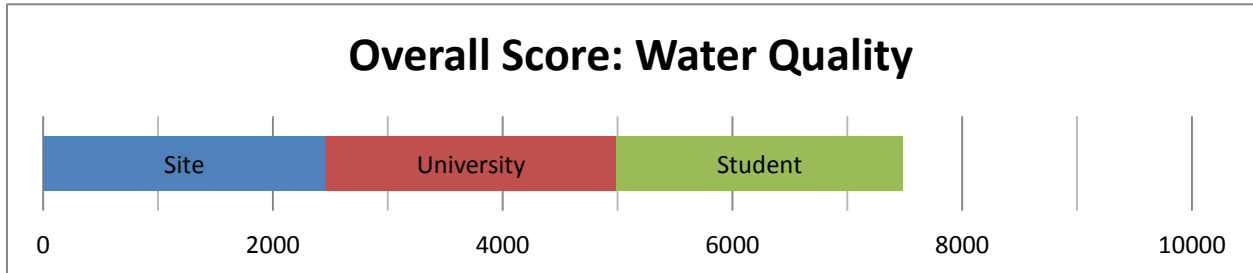 Overall Score: Water Quality
Site University Student
0 2000 4000 6000 8000 10000